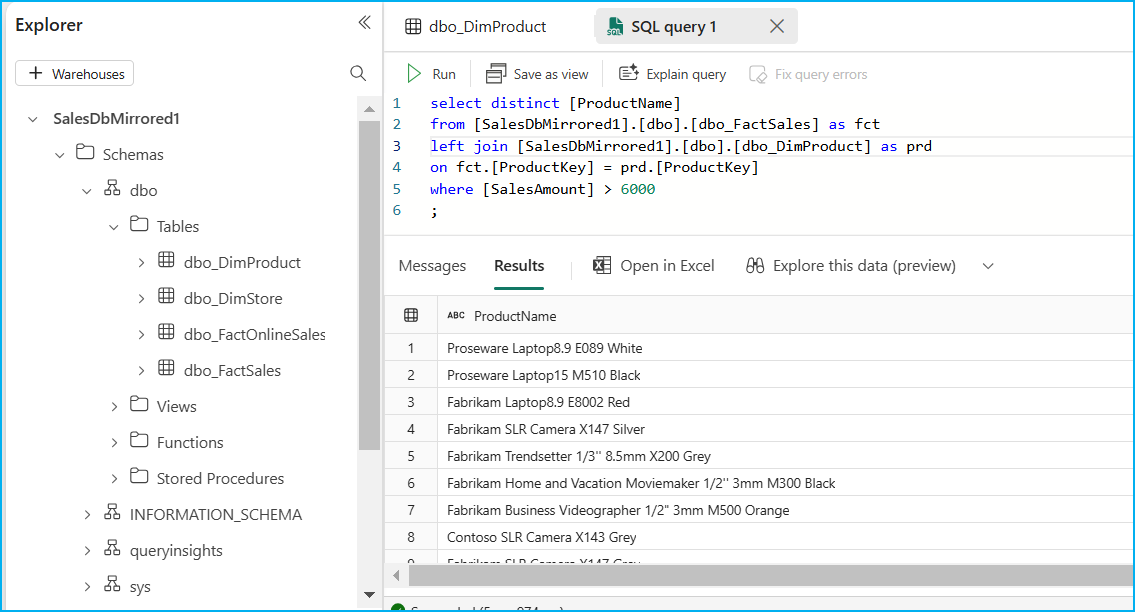 Explorer
Warehouses
SalesDbMirrored1
Schemas
dbo
Tables
dbo_DimProduct
dbo_DimStore
dbo_FactOnlineSales
dbo_FactSales
Views
Functions
Stored Procedures
INFORMATION_SCHEMA
queryinsights
sys
dbo_DimProduct
SQL SQL query 1
Run Save as view Explain query Fix query errors
1 select distinct [ProductName]
2 from [SalesDbMirrored1].[dbo].[dbo_FactSales] as fct
3 left join [SalesDbMirrored1].[dbo].[dbo_DimProduct] as prd
4 on fct.[ProductKey] = prd.[ProductKey]
5 where [SalesAmount] > 6000
6 ;
Messages Results Open in Excel Explore this data (preview)
ABC ProductName
1 Proseware Laptop8.9 E089 White
2 Proseware Laptop15 M510 Black
3 Fabrikam Laptop8.9 E8002 Red
4 Fabrikam SLR Camera X147 Silver
5 Fabrikam Trendsetter 1/3'' 8.5mm X200 Grey
6 Fabrikam Home and Vacation Moviemaker 1/2'' 3mm M300 Black
7 Fabrikam Business Videographer 1/2" 3mm M500 Orange
8 Contoso SLR Camera X143 Grey
9 Fabrikam SLR Camera X147 Grey